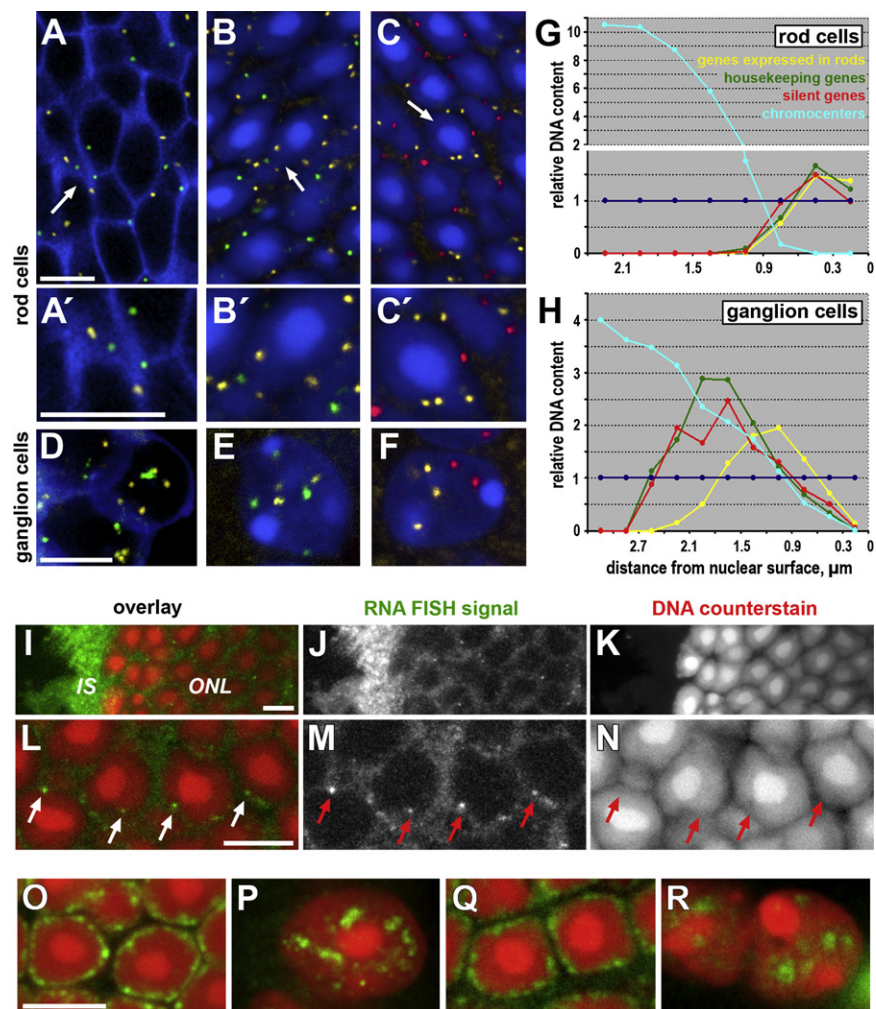 A
B
C
rod cells
A′
B′
C′
ganglion cells
D
E
F
G
rod cells
genes expressed in rods
housekeeping genes
silent genes
chromocenters
relative DNA content
10
8
6
4
2
1
0
2.1
1.5
0.9
0.3
0
H
ganglion cells
relative DNA content
4
3
2
1
0
2.7
2.1
1.5
0.9
0.3
0
distance from nuclear surface, µm
overlay
RNA FISH signal
DNA counterstain
I
IS
ONL
J
K
L
M
N
O
P
Q
R